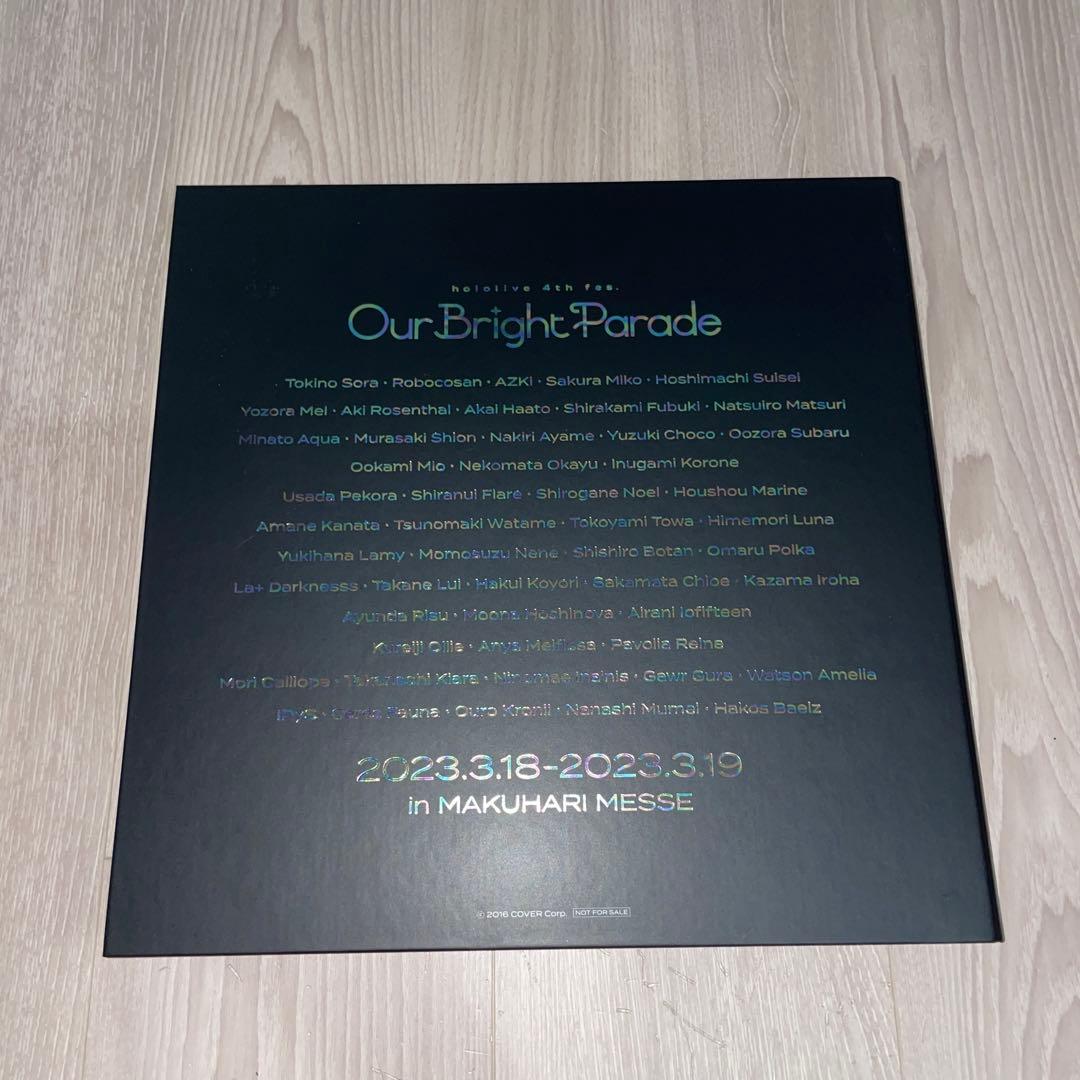 hololive 4th fes.
Our Bright Parade
Tokino Sora・Robocosan・AZKi・Sakura Miko・Hoshimachi Suisei
Yozora Mel・Aki Rosenthal・Akai Haato・Shirakami Fubuki・Natsuiro Matsuri
Minato Aqua・Murasaki Shion・Nakiri Ayame・Yuzuki Choco・Oozora Subaru
Ookami Mio・Nekomata Okayu・Inugami Korone
Usada Pekora・Shiranui Flare・Shirogane Noel・Houshou Marine
Amane Kanata・Tsunomaki Watame・Tokoyami Towa・Himemori Luna
Yukihana Lamy・Momosuzu Nene・Shishiro Botan・Omaru Polka
La+ Darknesss・Takane Lui・Hakui Koyori・Sakamata Chloe・Kazama Iroha
Ayunda Risu・Moona Hoshinova・Airani Iofifteen
Kureiji Ollie・Anya Melfissa・Pavolia Reine
Mori Calliope・Takanashi Kiara・Ninomae Ina'nis・Gawr Gura・Watson Amelia
IRyS・Ceres Fauna・Ouro Kronii・Nanashi Mumei・Hakos Baelz
2023.3.18-2023.3.19
in MAKUHARI MESSE
© 2016 COVER Corp. NOT FOR SALE